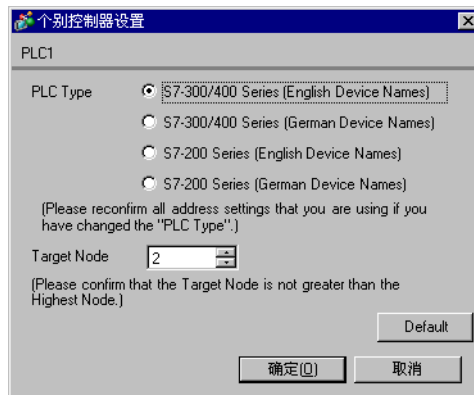 个别控制器设置
PLC1
PLC Type
S7-300/400 Series (English Device Names)
S7-300/400 Series (German Device Names)
S7-200 Series (English Device Names)
S7-200 Series (German Device Names)
(Please reconfirm all address settings that you are using if you
have changed the "PLC Type".)
Target Node 2
(Please confirm that the Target Node is not greater than the
Highest Node.)
Default
确定(O) 取消